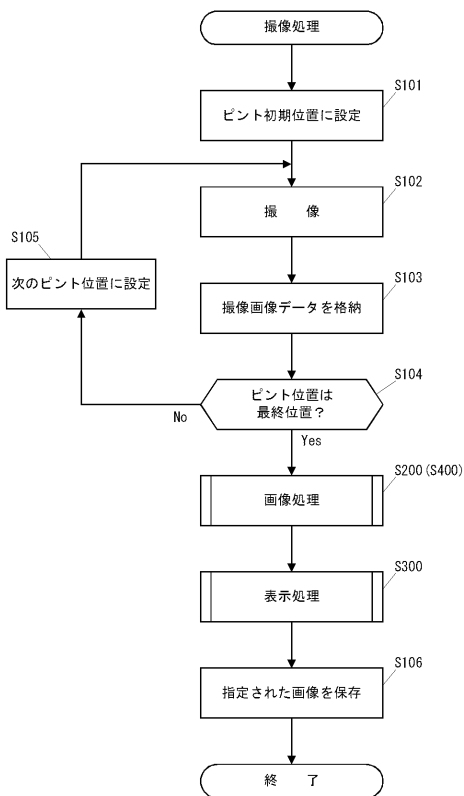 撮像処理
S101
ピント初期位置に設定
S102
撮　像
S105
次のピント位置に設定
S103
撮像画像データを格納
S104
ピント位置は
最終位置？
No
Yes
S200(S400)
画像処理
S300
表示処理
S106
指定された画像を保存
終　了